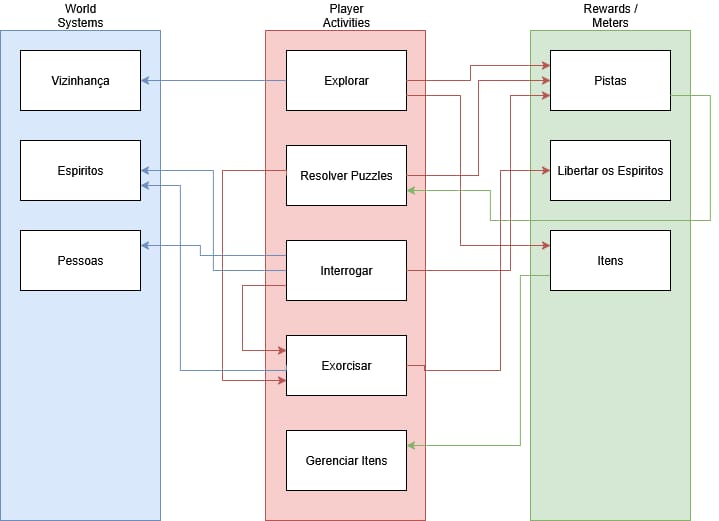 World
Systems
Player
Activities
Rewards /
Meters
Vizinhança
Espiritos
Pessoas
Explorar
Resolver Puzzles
Interrogar
Exorcisar
Gerenciar Itens
Pistas
Libertar os Espiritos
Itens